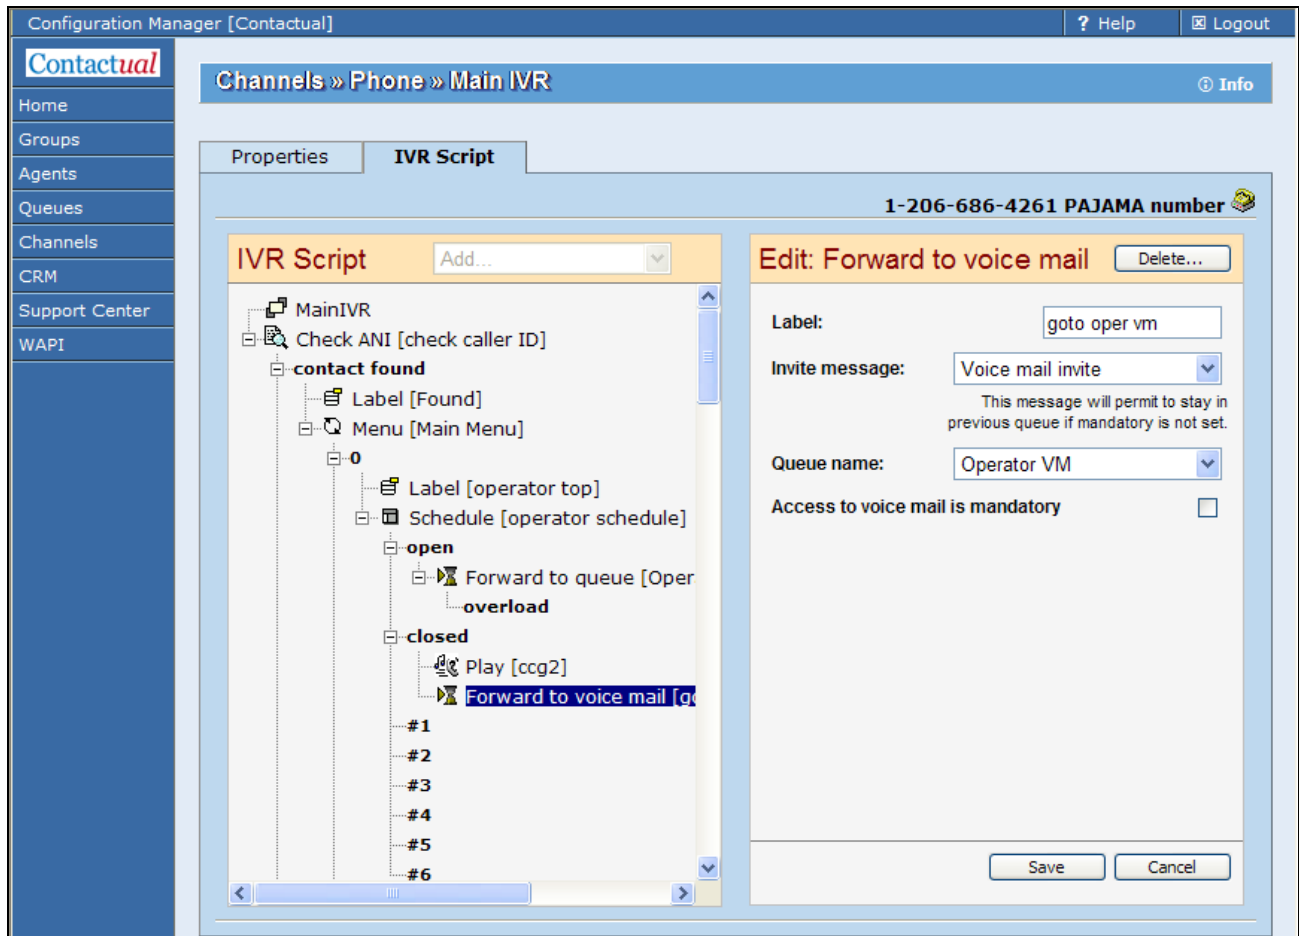 Configuration Manager [Contactual]
? Help
Logout
Contactual
Home
Groups
Agents
Queues
Channels
CRM
Support Center
WAPI
Channels » Phone » Main IVR
Info
Properties
IVR Script
1-206-686-4261 PAJAMA number
IVR Script
Add...
MainIVR
Check ANI [check caller ID]
contact found
Label [Found]
Menu [Main Menu]
0
Label [operator top]
Schedule [operator schedule]
open
Forward to queue [Oper
overload
closed
Play [ccg2]
Forward to voice mail [go
#1
#2
#3
#4
#5
#6
Edit: Forward to voice mail
Delete...
Label:
goto oper vm
Invite message:
Voice mail invite
This message will permit to stay in
previous queue if mandatory is not set.
Queue name:
Operator VM
Access to voice mail is mandatory
Save
Cancel